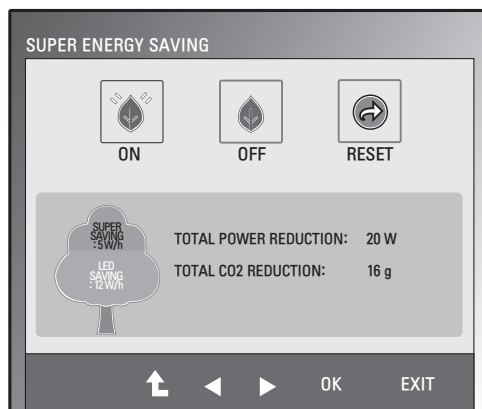 SUPER ENERGY SAVING
ON OFF RESET
SUPER
SAVING
: 5 W/h
LED
SAVING
: 12 W/h
TOTAL POWER REDUCTION: 20 W
TOTAL CO2 REDUCTION: 16 g
OK EXIT